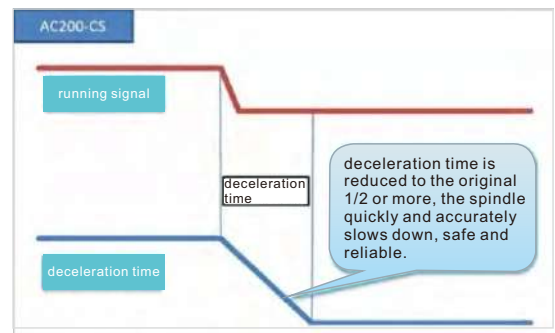 AC200-CS
running signal
deceleration
time
deceleration time is
reduced to the original
1/2 or more, the spindle
quickly and accurately
slows down, safe and
reliable.
deceleration time